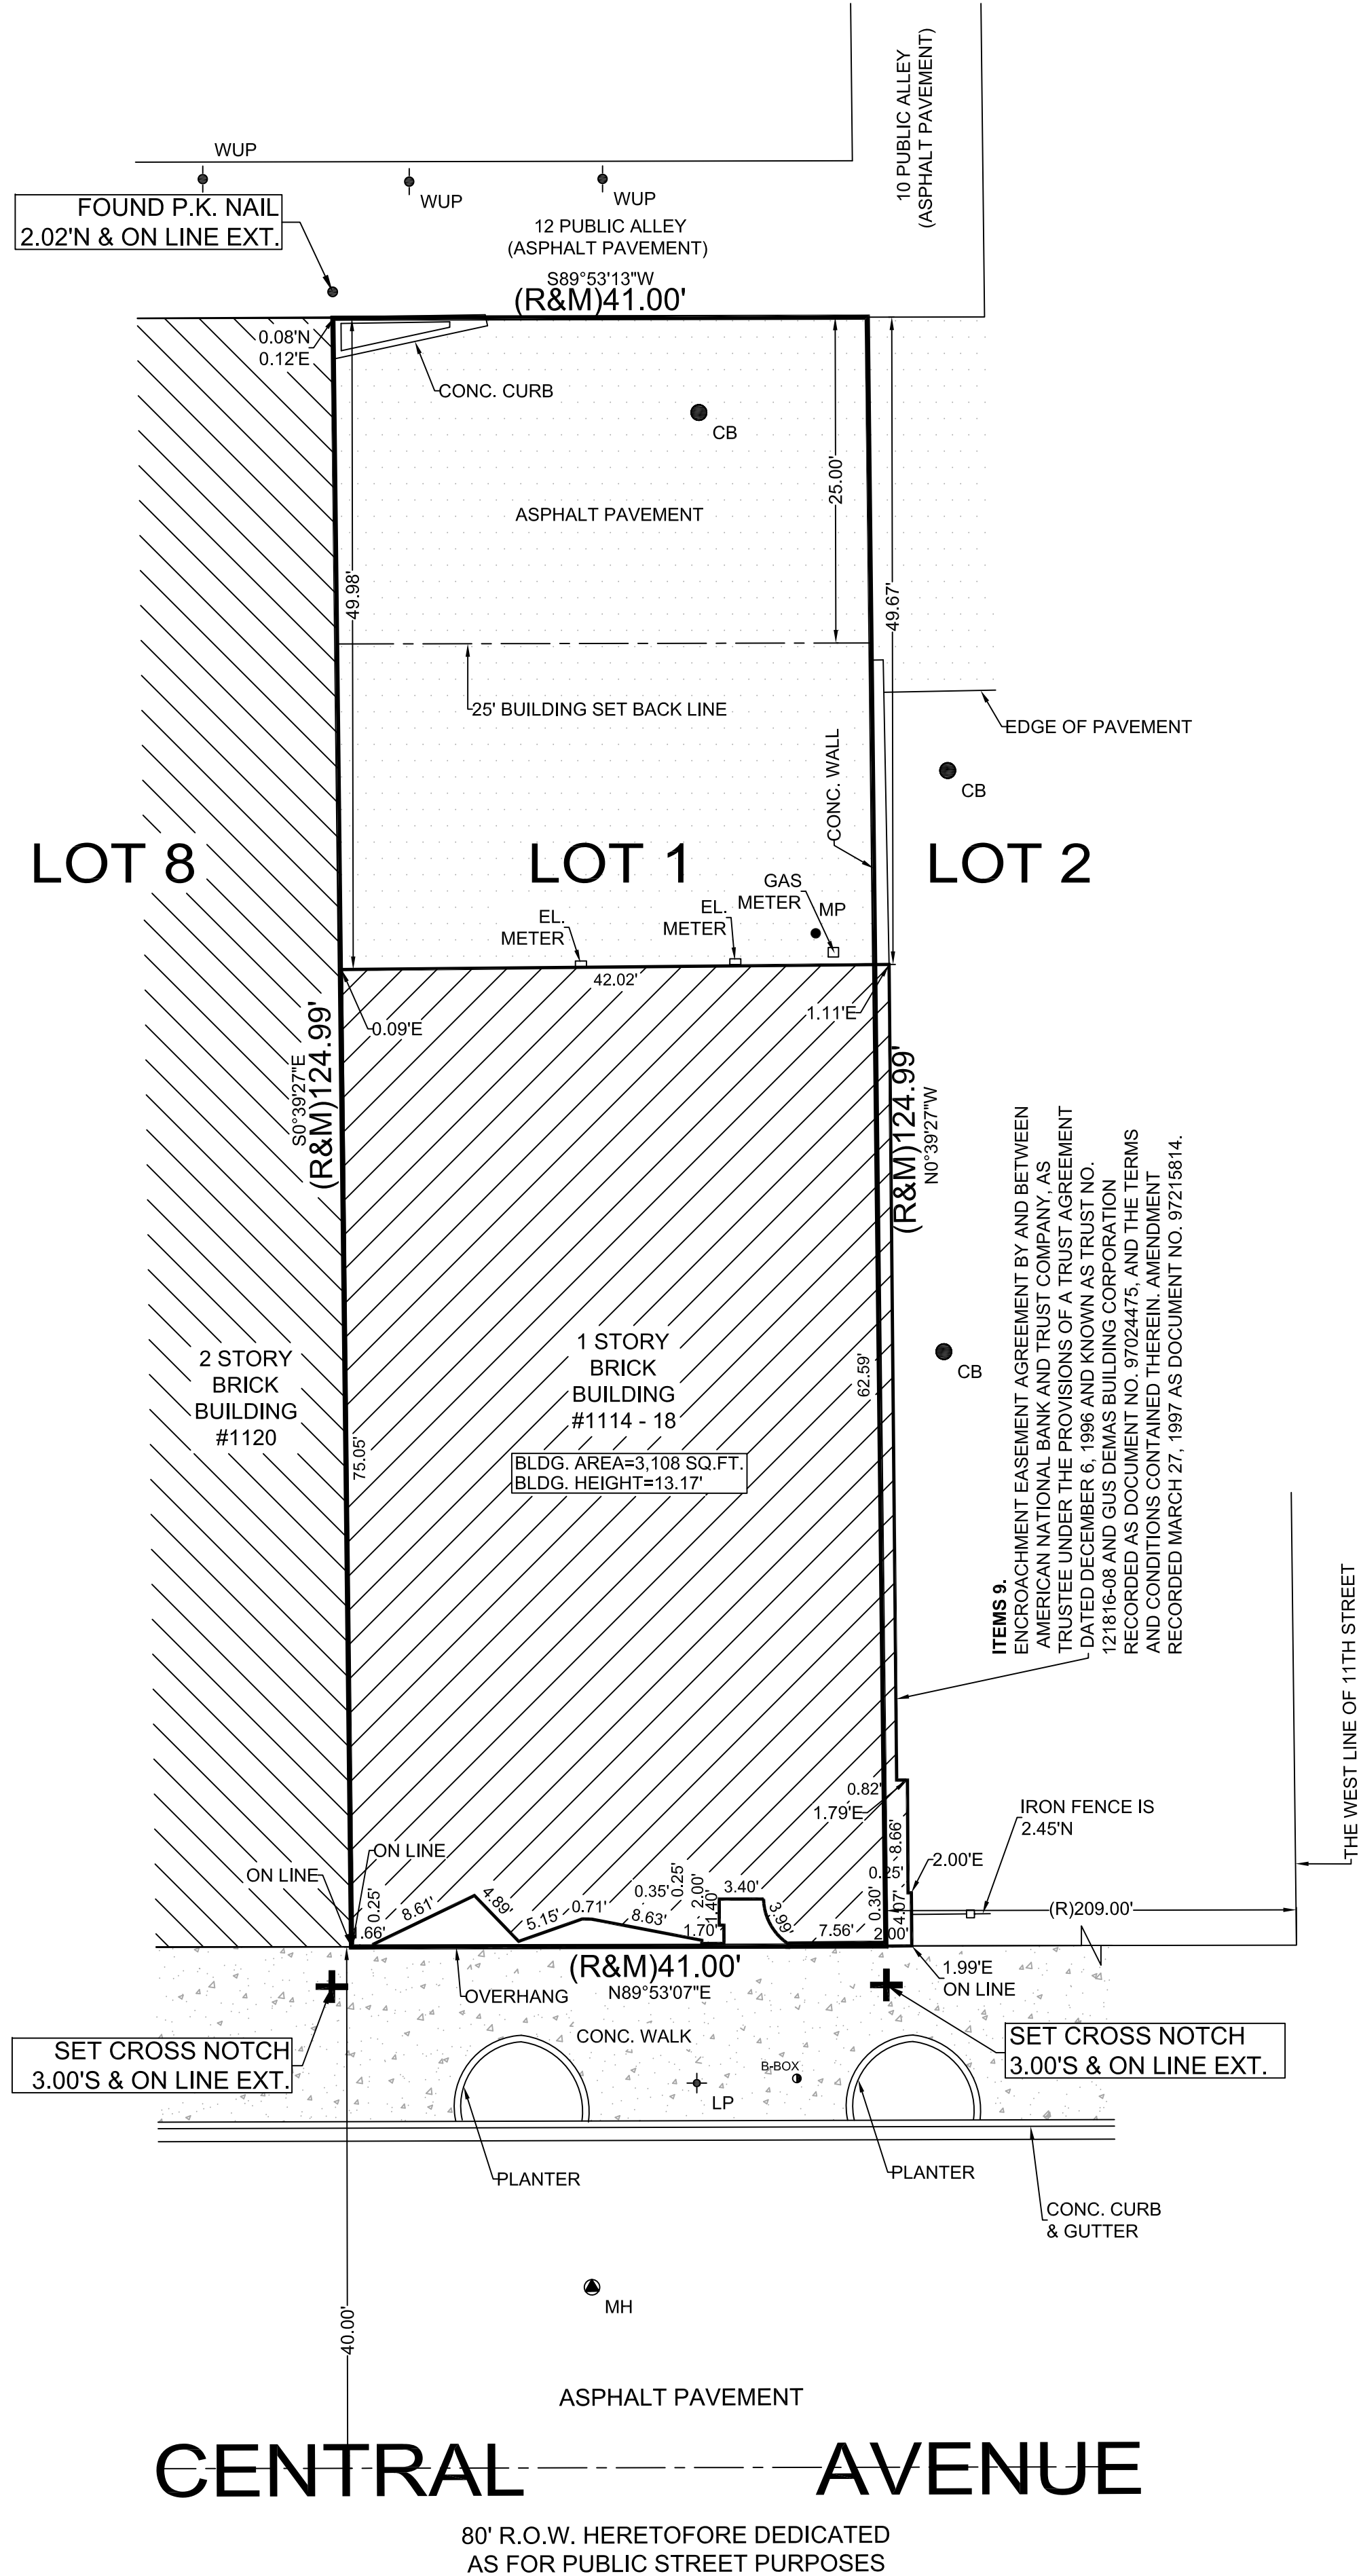 10 PUBLIC ALLEY
(ASPHALT PAVEMENT)
WUP
WUP
WUP
FOUND P.K. NAIL
2.02'N & ON LINE EXT.
12 PUBLIC ALLEY
(ASPHALT PAVEMENT)
S89°53'13"W
(R&M)41.00'
0.08'N
0.12'E
CONC. CURB
CB
25.00'
ASPHALT PAVEMENT
49.98'
49.67'
25' BUILDING SET BACK LINE
EDGE OF PAVEMENT
CONC. WALL
CB
LOT 8
LOT 1
LOT 2
GAS
METER
MP
EL.
METER
EL.
METER
42.02'
0.09'E
1.11'E
S0°39'27"E
(R&M)124.99'
(R&M)124.99'
N0°39'27"W
ITEMS 9.
ENCROACHMENT EASEMENT AGREEMENT BY AND BETWEEN
AMERICAN NATIONAL BANK AND TRUST COMPANY, AS
TRUSTEE UNDER THE PROVISIONS OF A TRUST AGREEMENT
DATED DECEMBER 6, 1996 AND KNOWN AS TRUST NO.
121816-08 AND GUS DEMAS BUILDING CORPORATION
RECORDED AS DOCUMENT NO. 97024475, AND THE TERMS
AND CONDITIONS CONTAINED THEREIN. AMENDMENT
RECORDED MARCH 27, 1997 AS DOCUMENT NO. 97215814.
2 STORY
BRICK
BUILDING
#1120
1 STORY
BRICK
BUILDING
#1114 - 18
62.59'
CB
75.05'
BLDG. AREA=3,108 SQ.FT.
BLDG. HEIGHT=13.17'
THE WEST LINE OF 11TH STREET
0.82'
1.79'E
IRON FENCE IS
2.45'N
8.66'
ON LINE
ON LINE
2.00'E
0.25'
0.25'
8.61'
4.89'
5.15'
0.71'
0.35'
0.25'
8.63'
2.00'
1.40'
1.70'
3.40'
3.99'
7.56'
0.30'
4.07'
2.00'
.66'
(R)209.00'
(R&M)41.00'
N89°53'07"E
1.99'E
ON LINE
OVERHANG
CONC. WALK
SET CROSS NOTCH
3.00'S & ON LINE EXT.
SET CROSS NOTCH
3.00'S & ON LINE EXT.
B-BOX
LP
PLANTER
PLANTER
CONC. CURB
& GUTTER
MH
40.00'
ASPHALT PAVEMENT
CENTRAL AVENUE
80' R.O.W. HERETOFORE DEDICATED
AS FOR PUBLIC STREET PURPOSES